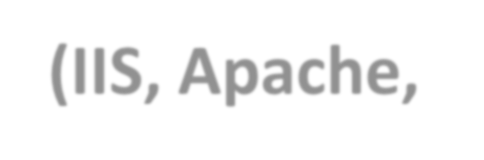 (IIS, Apache,